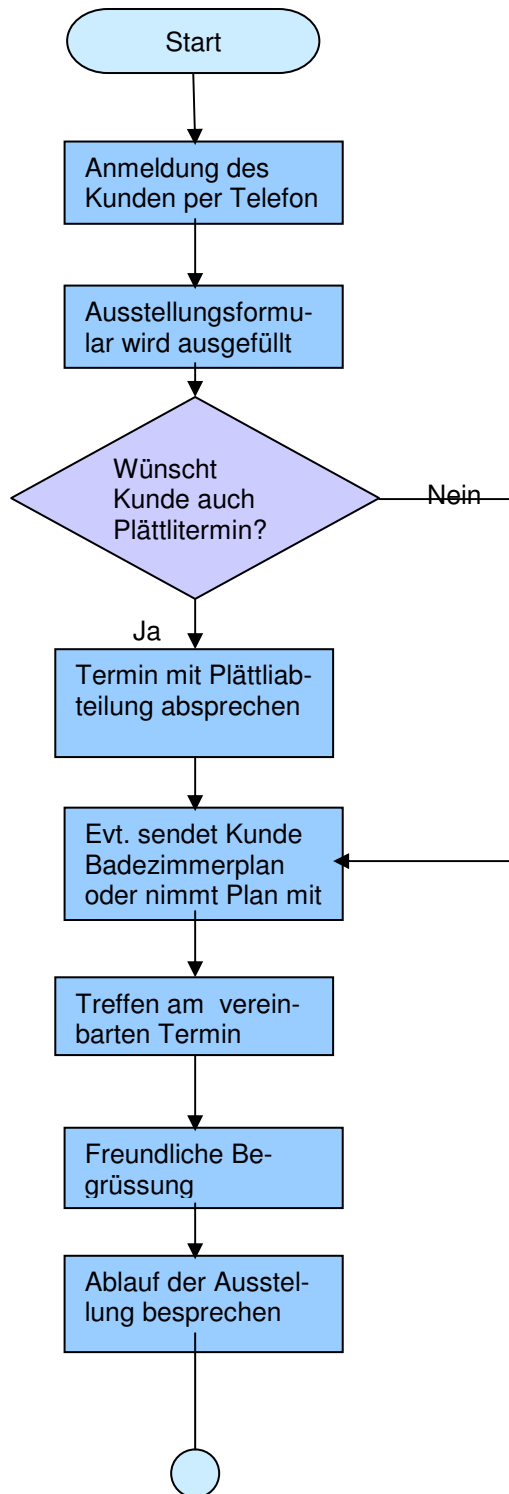 Start
Anmeldung des
Kunden per Telefon
Ausstellungsformu-
lar wird ausgefüllt
Wünscht
Kunde auch
Plättlitermin?
Nein
Ja
Termin mit Plättliab-
teilung absprechen
Evt. sendet Kunde
Badezimmerplan
oder nimmt Plan mit
Treffen am  verein-
barten Termin
Freundliche Be-
grüssung
Ablauf der Ausstel-
lung besprechen